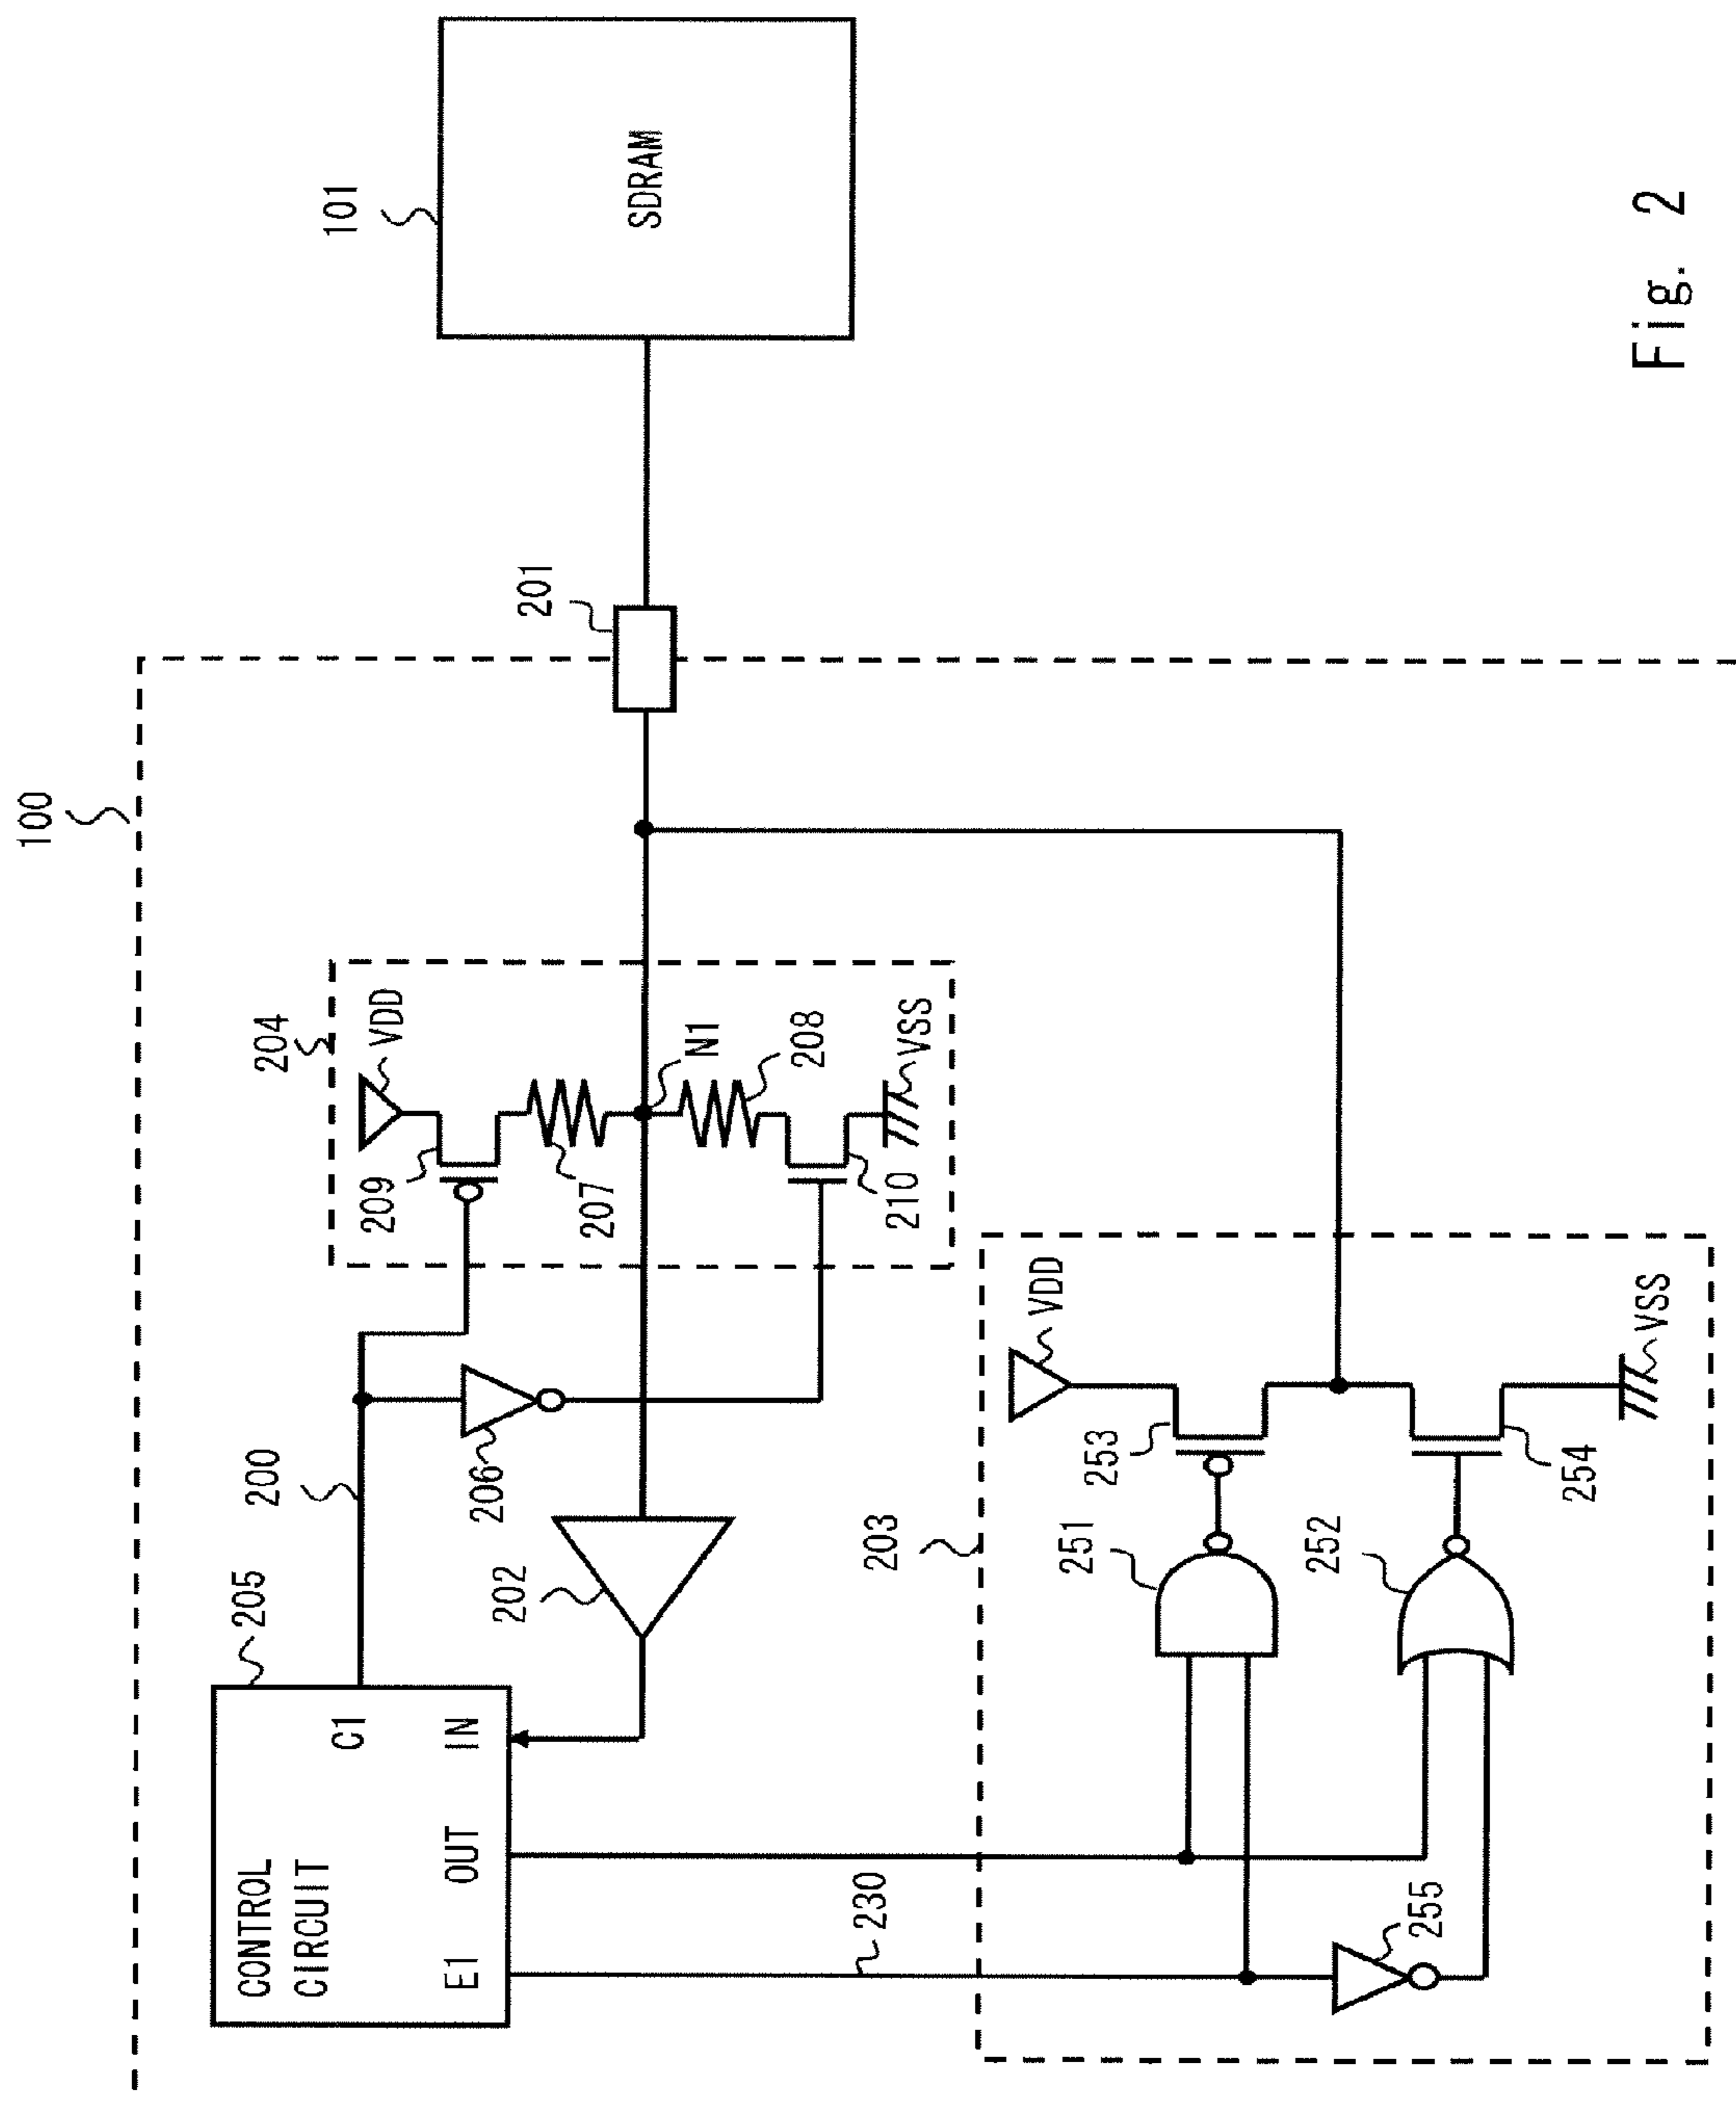 100
101
SDRAM
201
204
VDD
209
207
N1
208
210
VSS
200
206
205
202
CONTROL
CIRCUIT
C1
IN
OUT
E1
230
203
VDD
251
253
252
254
VSS
255
Fig. 2